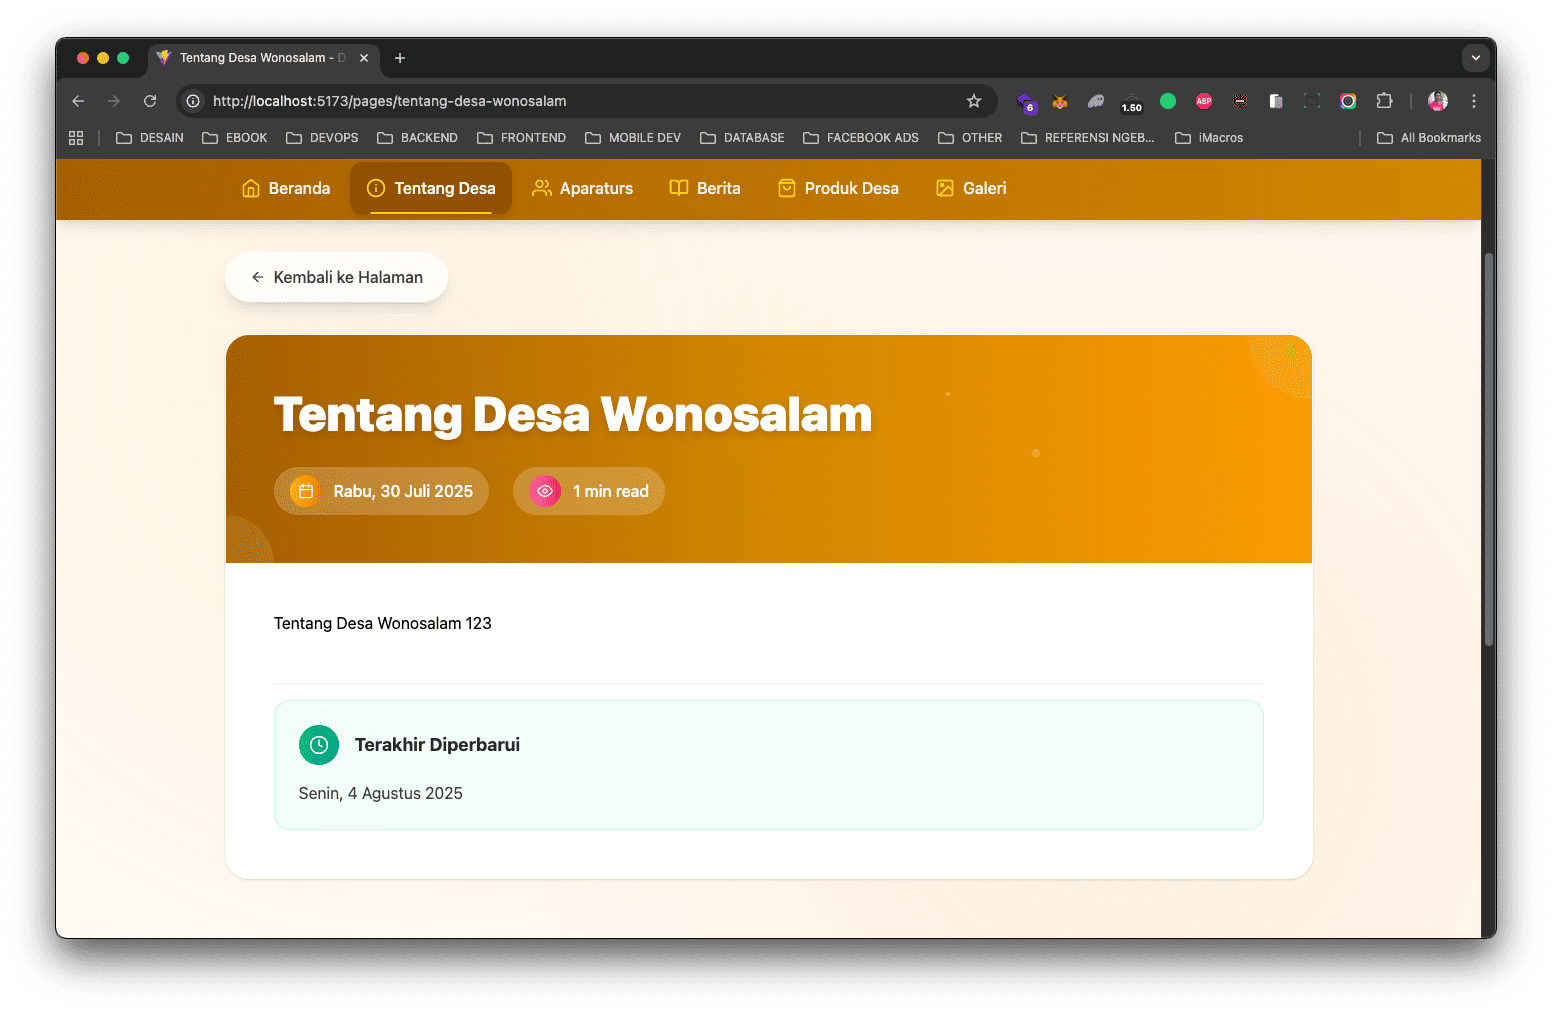 Tentang Desa Wonosalam - D
http://localhost:5173/pages/tentang-desa-wonosalam
6
1.50
ABP
DESAIN
EBOOK
DEVOPS
BACKEND
FRONTEND
MOBILE DEV
DATABASE
FACEBOOK ADS
OTHER
REFERENSI NGEB...
iMacros
All Bookmarks
Beranda
Tentang Desa
Aparaturs
Berita
Produk Desa
Galeri
Kembali ke Halaman
Tentang Desa Wonosalam
Rabu, 30 Juli 2025
1 min read
Tentang Desa Wonosalam 123
Terakhir Diperbarui
Senin, 4 Agustus 2025